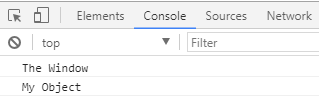 Elements Console Sources Network
top Filter
The Window
My Object